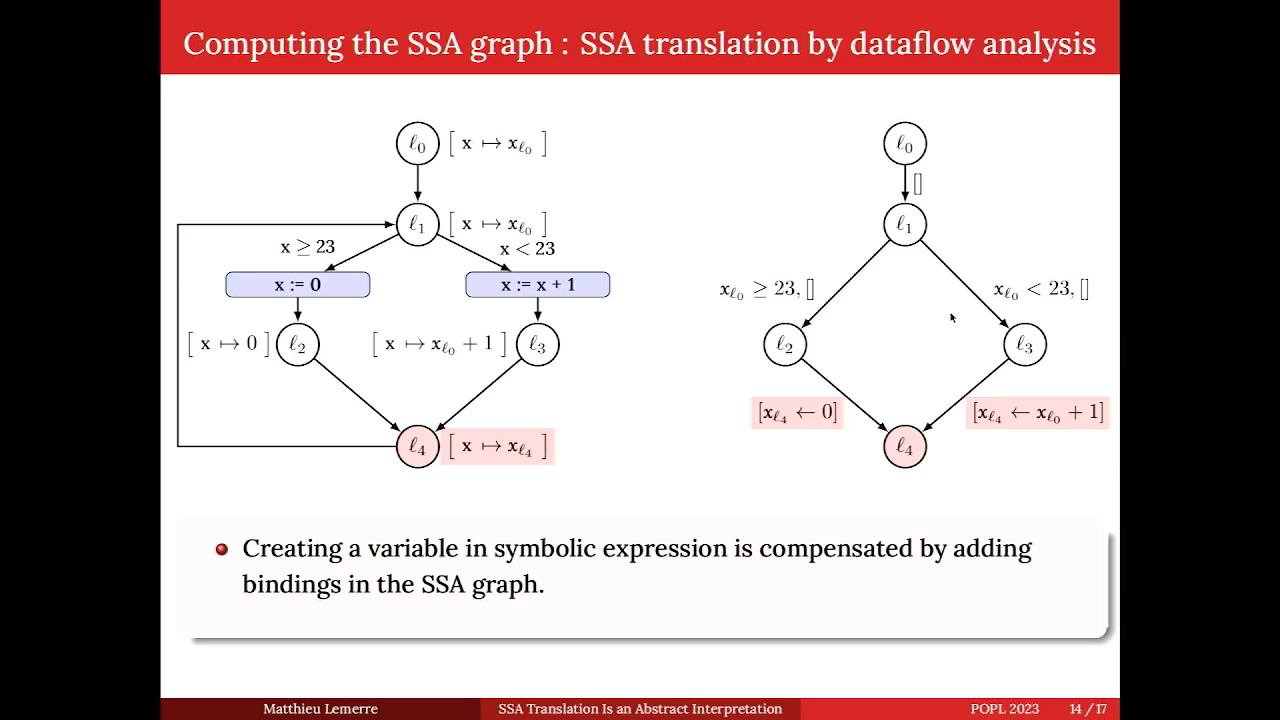 Computing the SSA graph : SSA translation by dataflow analysis
ℓ0 [ x ↦ xℓ0 ]
ℓ1 [ x ↦ xℓ0 ]
x ≥ 23
x < 23
x := 0
x := x + 1
[ x ↦ 0 ] ℓ2
[ x ↦ xℓ0 + 1 ] ℓ3
ℓ4 [ x ↦ xℓ4 ]
ℓ0
[]
ℓ1
xℓ0 ≥ 23, []
xℓ0 < 23, []
ℓ2
ℓ3
[xℓ4 ← 0]
[xℓ4 ← xℓ0 + 1]
ℓ4
Creating a variable in symbolic expression is compensated by adding
bindings in the SSA graph.
Matthieu Lemerre
SSA Translation Is an Abstract Interpretation
POPL 2023
14 / 17